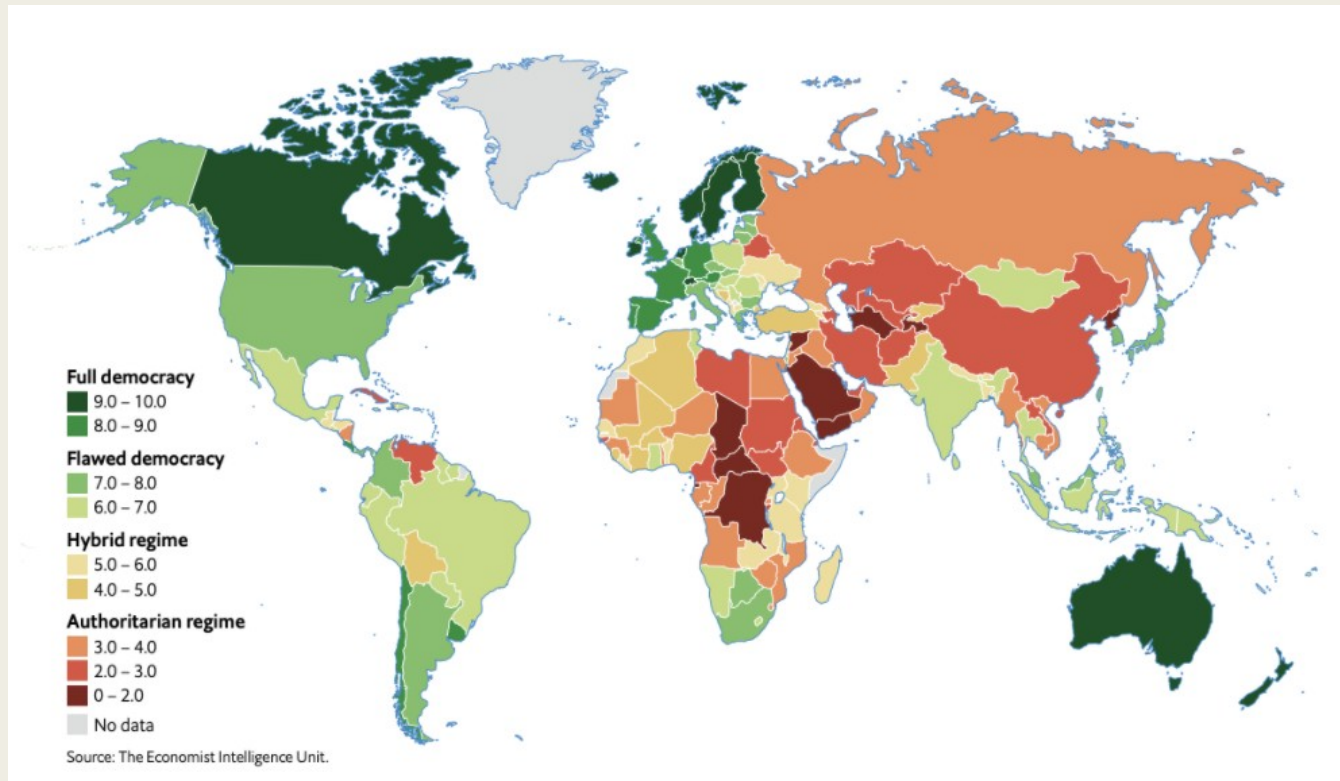 Full democracy
9.0 – 10.0
8.0 – 9.0
Flawed democracy
7.0 – 8.0
6.0 – 7.0
Hybrid regime
5.0 – 6.0
4.0 – 5.0
Authoritarian regime
3.0 – 4.0
2.0 – 3.0
0 – 2.0
No data
Source: The Economist Intelligence Unit.